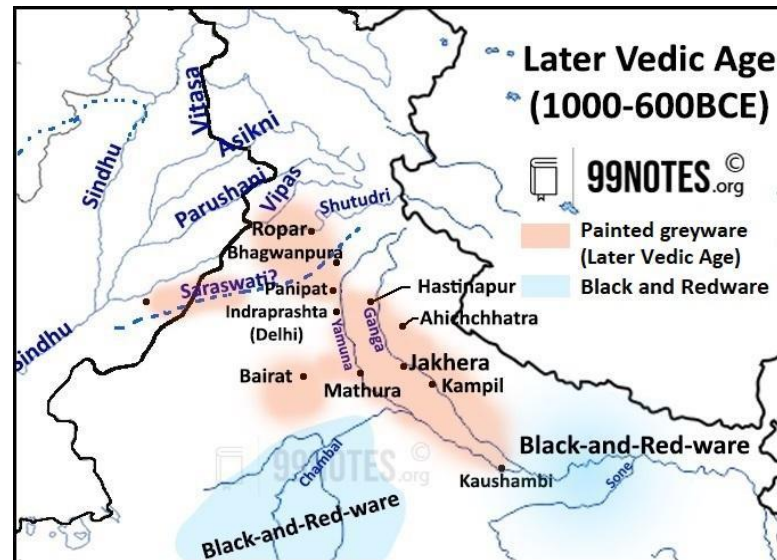 Later Vedic Age
(1000-600BCE)
99NOTES.org ©
Painted greyware
(Later Vedic Age)
Black and Redware
Vitasa
Asikni
Sindhu
Parushani
Vipas
Shutudri
Ropar
Bhagwanpura
Saraswati?
Panipat
Hastinapur
Indraprashta
(Delhi)
Yamuna
Ganga
Ahichchhatra
Sindhu
Bairat
Mathura
Jakhera
Kampil
Black-and-Red-ware
Chambal
99NOTES.org
Kaushambi
Sone
Black-and-Red-ware